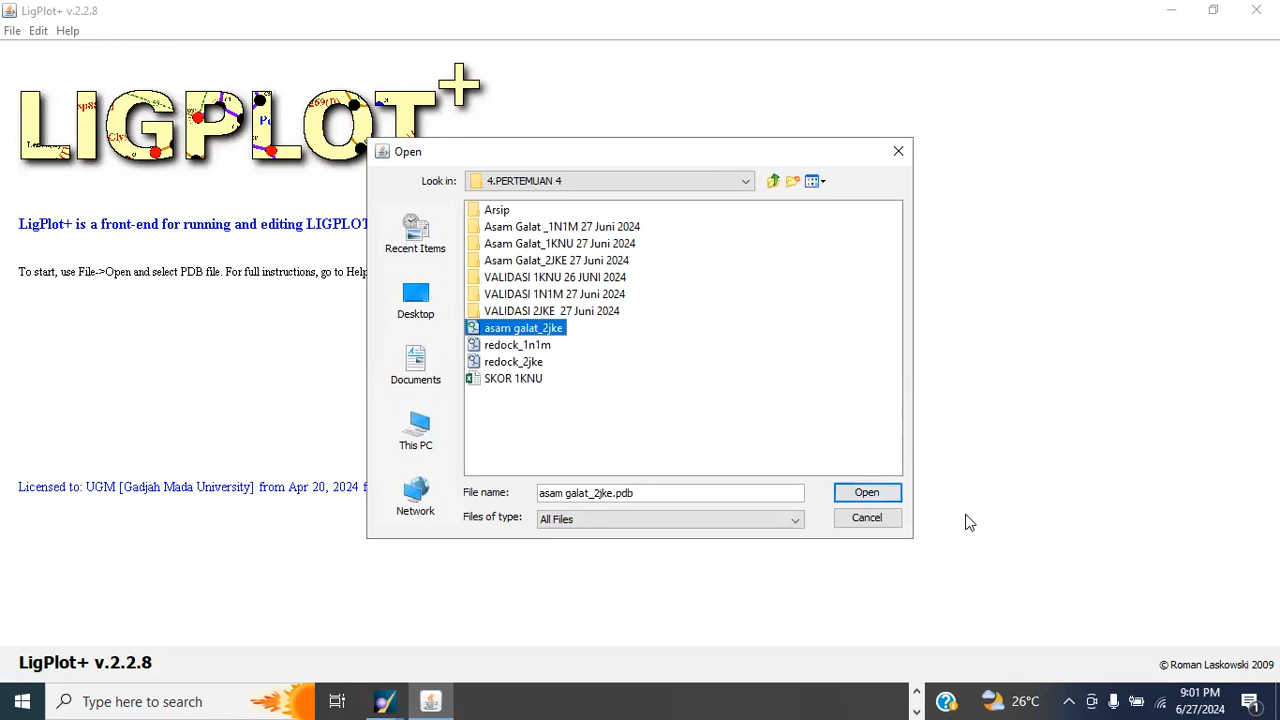 LigPlot+ v.2.2.8
File Edit Help
LIGPLOT+
LigPlot+ is a front-end for running and editing LIGPLOT
To start, use File->Open and select PDB file. For full instructions, go to Help
Licensed to: UGM [Gadjah Mada University] from Apr 20, 2024 f
Open
Look in: 4.PERTEMUAN 4
Recent Items
Desktop
Documents
This PC
Network
Arsip
Asam Galat _1N1M 27 Juni 2024
Asam Galat_1KNU 27 Juni 2024
Asam Galat_2JKE 27 Juni 2024
VALIDASI 1KNU 26 JUNI 2024
VALIDASI 1N1M 27 Juni 2024
VALIDASI 2JKE 27 Juni 2024
asam galat_2jke
redock_1n1m
redock_2jke
SKOR 1KNU
File name: asam galat_2jke.pdb Open
Files of type: All Files Cancel
LigPlot+ v.2.2.8
© Roman Laskowski 2009
Type here to search
26°C
9:01 PM
6/27/2024
1